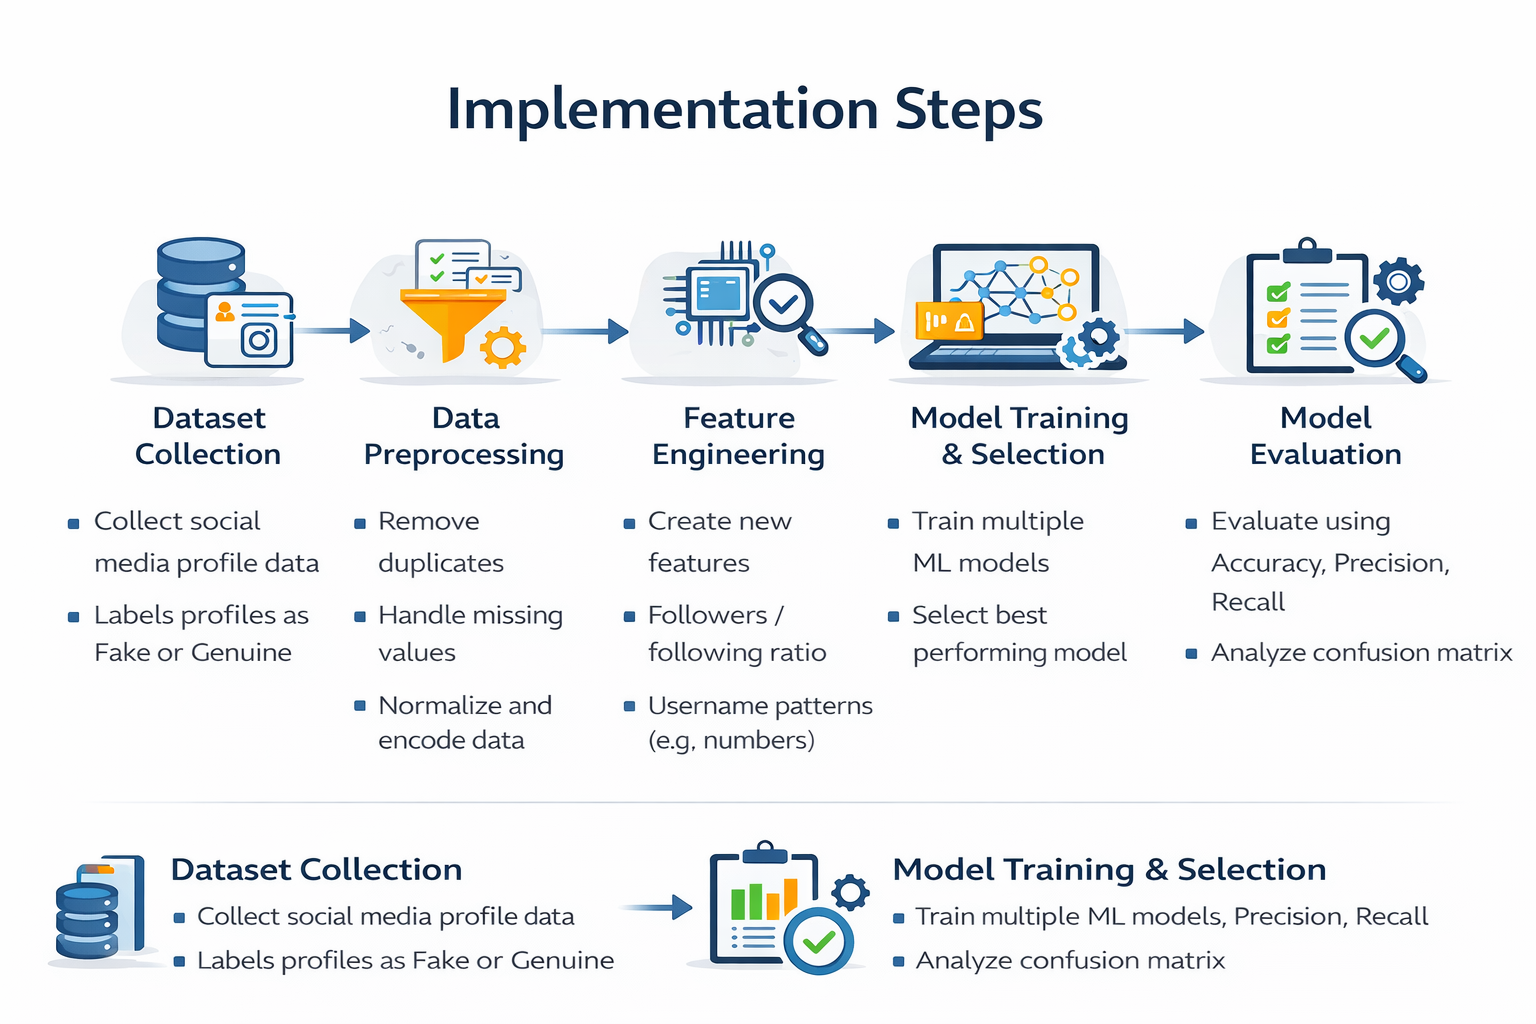 Implementation Steps
Dataset
Collection
Collect social
media profile data
Labels profiles as
Fake or Genuine
Data
Preprocessing
Remove
duplicates
Handle missing
values
Normalize and
encode data
Feature
Engineering
Create new
features
Followers /
following ratio
Username patterns
(e.g, numbers)
Model Training
& Selection
Train multiple
ML models
Select best
performing model
Model
Evaluation
Evaluate using
Accuracy, Precision,
Recall
Analyze confusion matrix
Dataset Collection
Collect social media profile data
Labels profiles as Fake or Genuine
Model Training & Selection
Train multiple ML models, Precision, Recall
Analyze confusion matrix